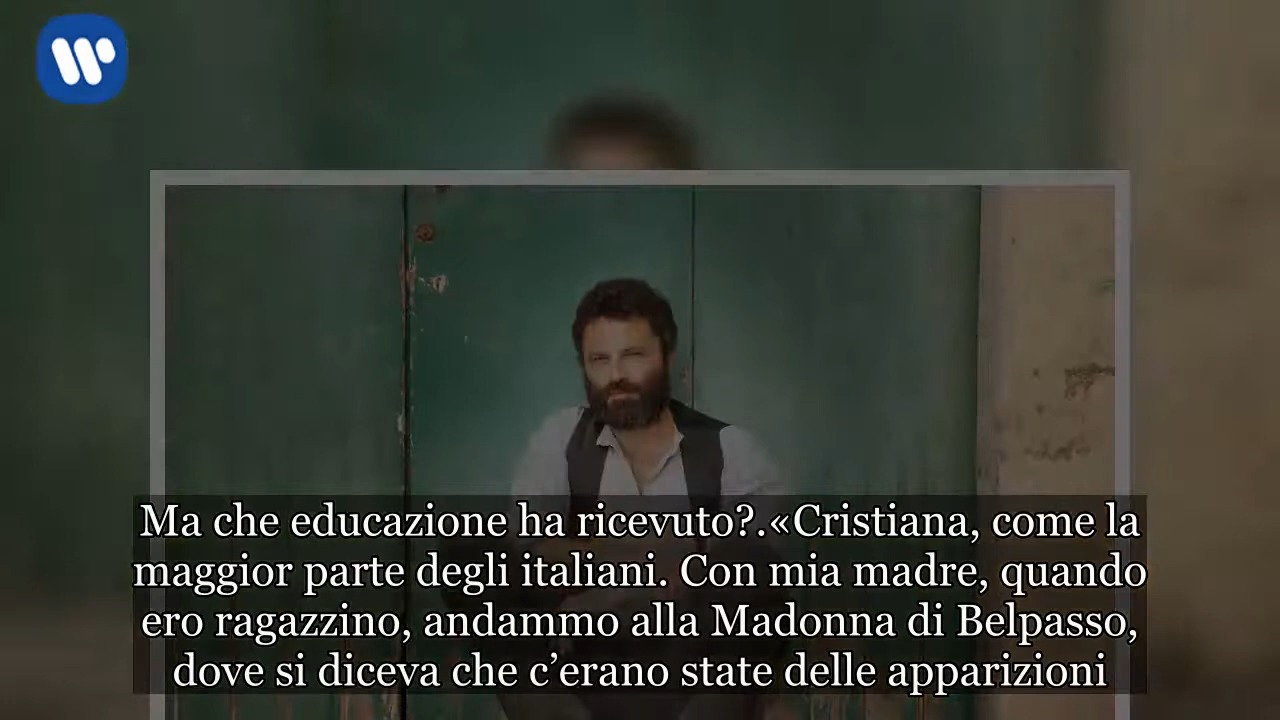 Ma che educazione ha ricevuto?.«Cristiana, come la
maggior parte degli italiani. Con mia madre, quando
ero ragazzino, andammo alla Madonna di Belpasso,
dove si diceva che c’erano state delle apparizioni